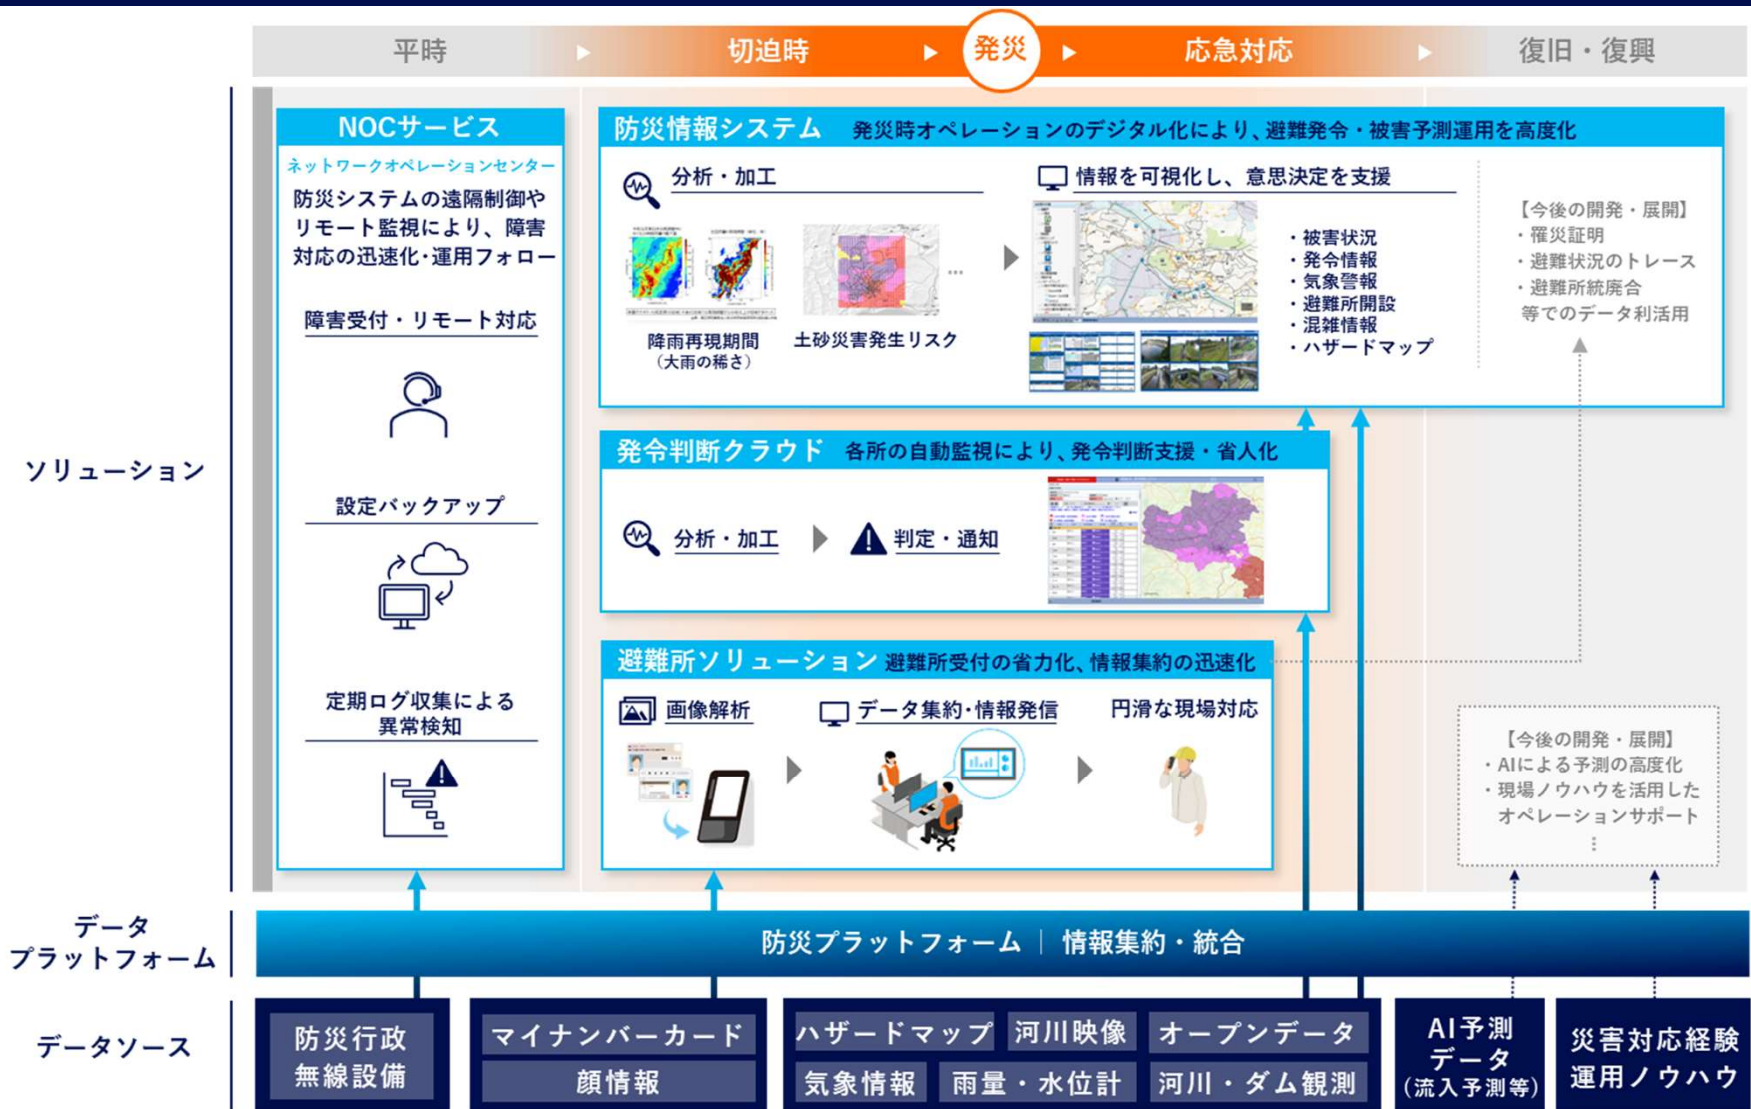 平時
切迫時
発災
応急対応
復旧・復興
ソリューション
NOCサービス
ネットワークオペレーションセンター
防災システムの遠隔制御や
リモート監視により、障害
対応の迅速化・運用フォロー
障害受付・リモート対応
設定バックアップ
定期ログ収集による
異常検知
防災情報システム 発災時オペレーションのデジタル化により、避難発令・被害予測運用を高度化
分析・加工
降雨再現期間
(大雨の稀さ)
土砂災害発生リスク
…
情報を可視化し、意思決定を支援
・被害状況
・発令情報
・気象警報
・避難所開設
・混雑情報
・ハザードマップ
【今後の開発・展開】
・罹災証明
・避難状況のトレース
・避難所統廃合
等でのデータ利活用
発令判断クラウド 各所の自動監視により、発令判断支援・省人化
分析・加工
判定・通知
避難所ソリューション 避難所受付の省力化、情報集約の迅速化
画像解析
データ集約・情報発信
円滑な現場対応
【今後の開発・展開】
・AIによる予測の高度化
・現場ノウハウを活用した
オペレーションサポート
⋮
データ
プラットフォーム
防災プラットフォーム｜情報集約・統合
データソース
防災行政
無線設備
マイナンバーカード
顔情報
ハザードマップ 河川映像 オープンデータ
気象情報 雨量・水位計 河川・ダム観測
AI予測
データ
(流入予測等)
災害対応経験
運用ノウハウ